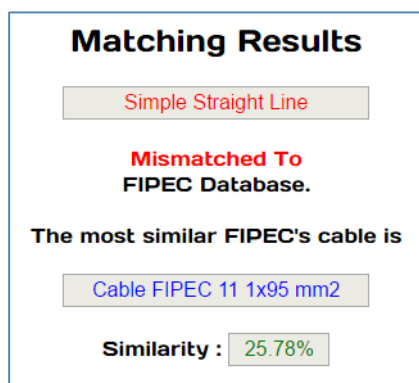 Matching Results
Simple Straight Line
Mismatched To
FIPEC Database.
The most similar FIPEC's cable is
Cable FIPEC 11 1x95 mm2
Similarity : 25.78%